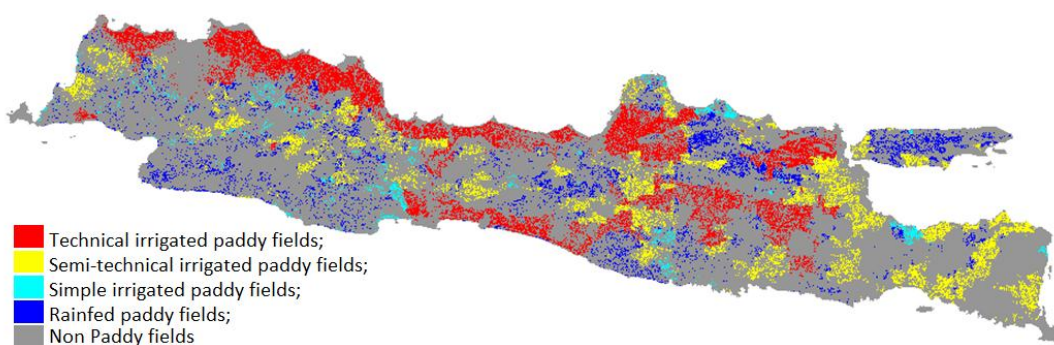 Technical irrigated paddy fields;
Semi-technical irrigated paddy fields;
Simple irrigated paddy fields;
Rainfed paddy fields;
Non Paddy fields